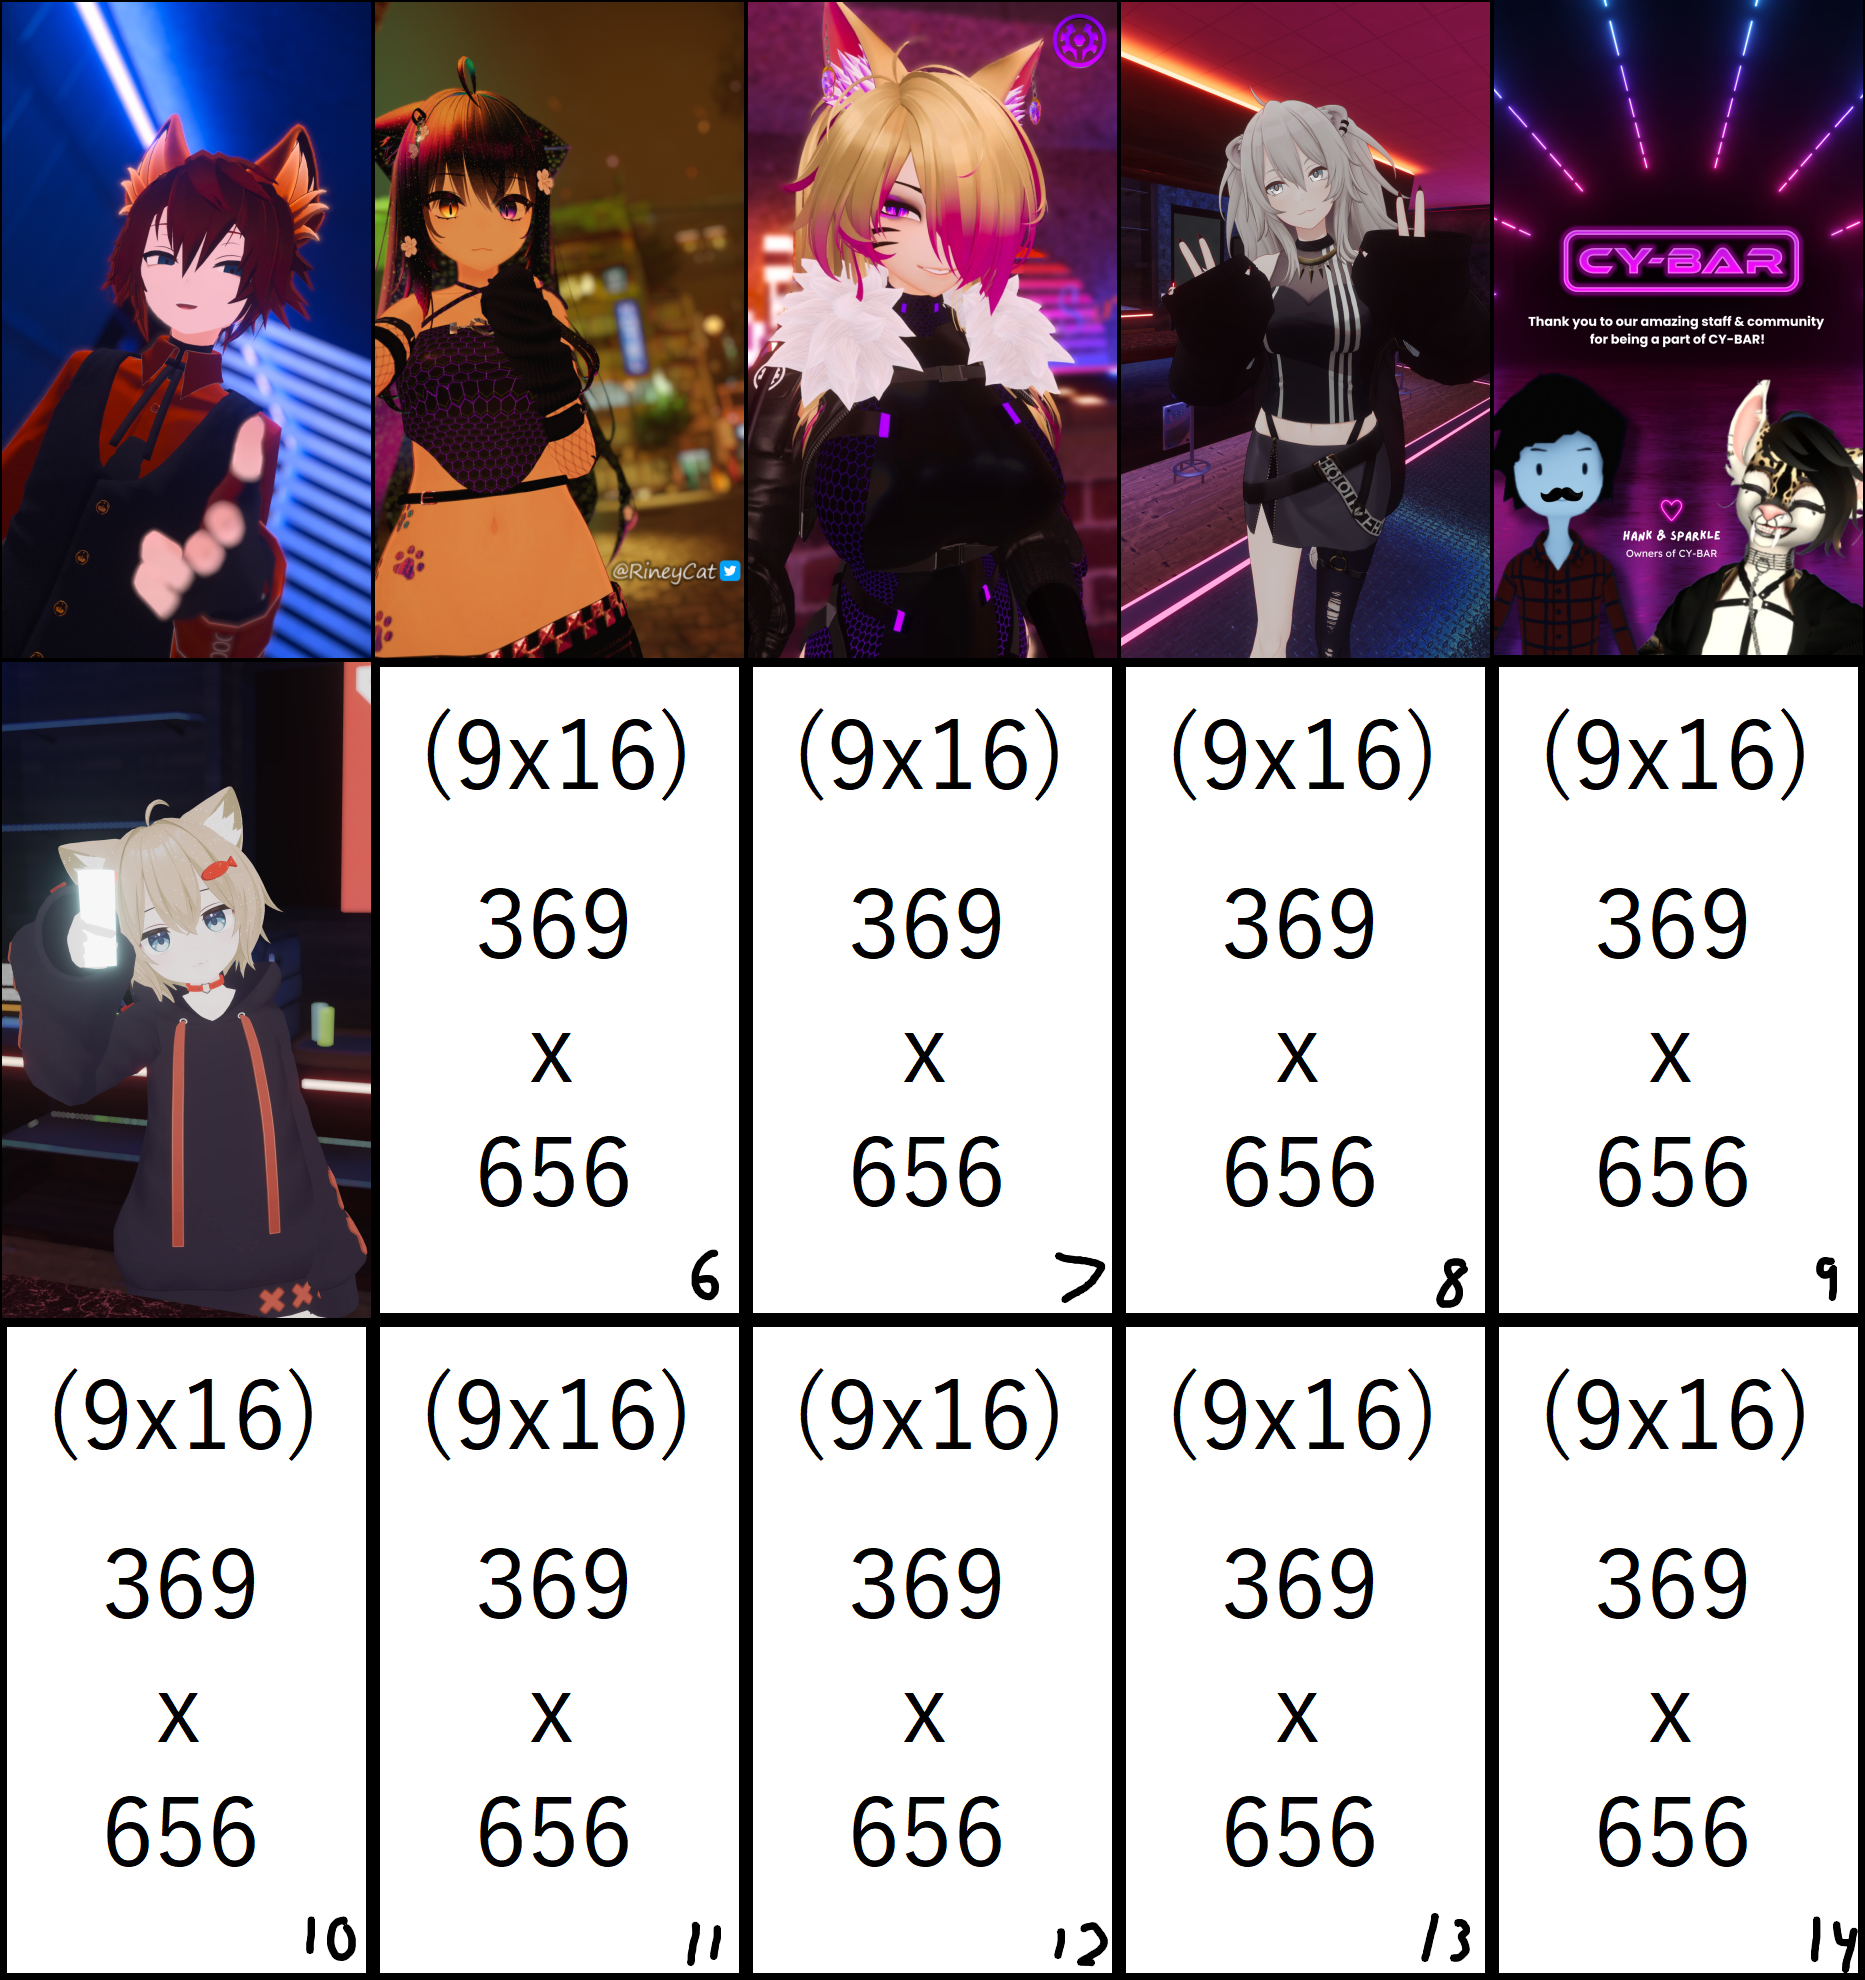 CY-BAR
Thank you to our amazing staff & community
for being a part of CY-BAR!
HANK & SPARKLE
Owners of CY-BAR
@RineyCat
(9x16)
369
x
656
6
(9x16)
369
x
656
7
(9x16)
369
x
656
8
(9x16)
369
x
656
9
(9x16)
369
x
656
10
(9x16)
369
x
656
11
(9x16)
369
x
656
12
(9x16)
369
x
656
13
(9x16)
369
x
656
14